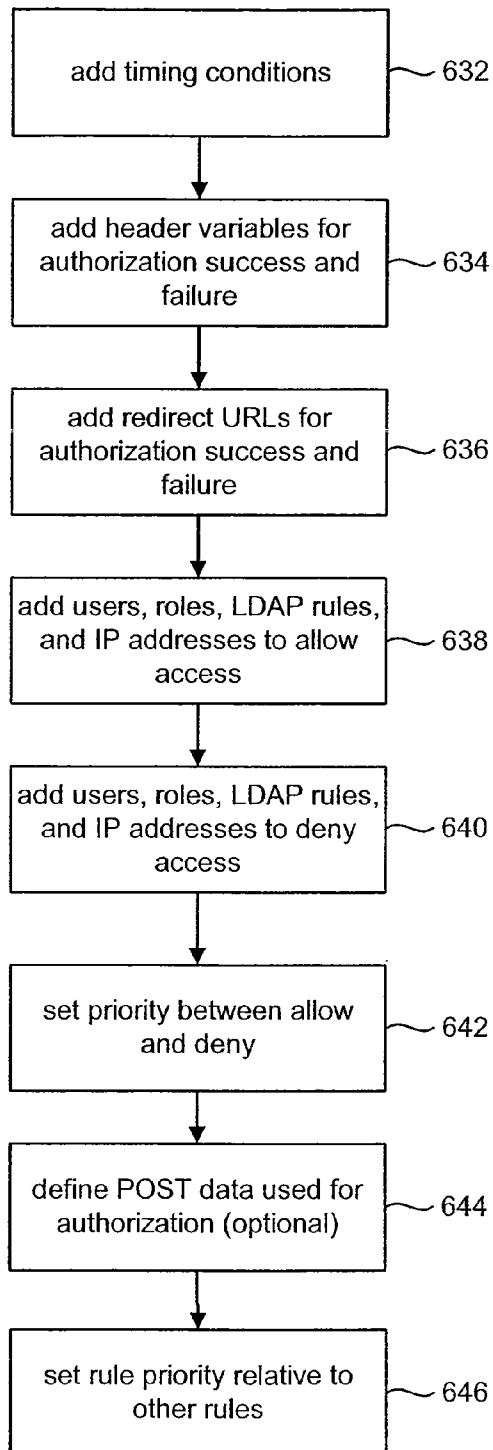 add timing conditions
632
add header variables for
authorization success and
failure
634
add redirect URLs for
authorization success and
failure
636
add users, roles, LDAP rules,
and IP addresses to allow
access
638
add users, roles, LDAP rules,
and IP addresses to deny
access
640
set priority between allow
and deny
642
define POST data used for
authorization (optional)
644
set rule priority relative to
other rules
646